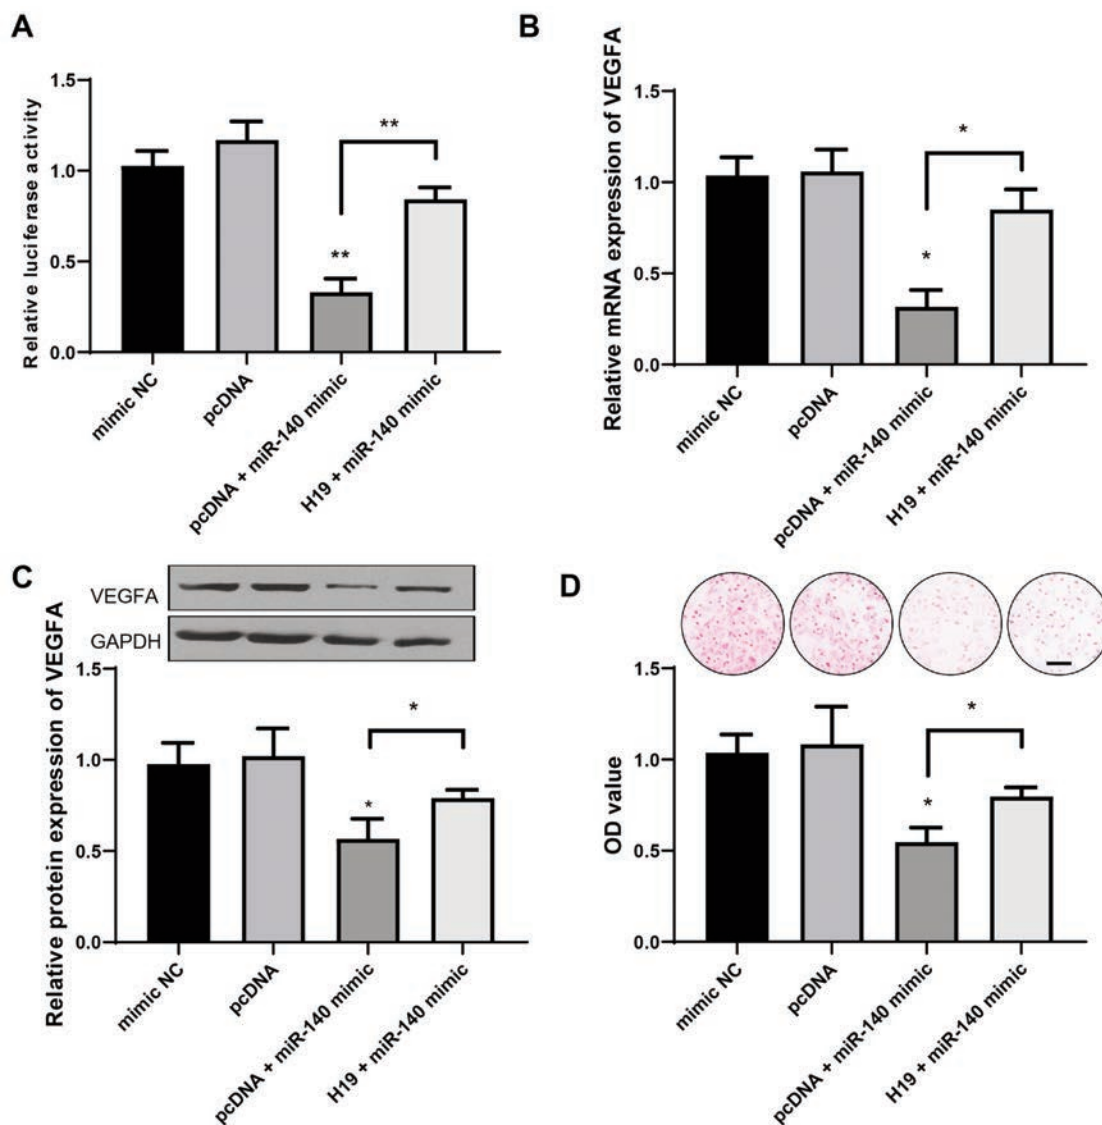 A
Relative luciferase activity
1.5
1.0
0.5
0.0
**
**
mimic NC
pcDNA
pcDNA + miR-140 mimic
H19 + miR-140 mimic
B
Relative mRNA expression of VEGFA
1.5
1.0
0.5
0.0
*
*
mimic NC
pcDNA
pcDNA + miR-140 mimic
H19 + miR-140 mimic
C
VEGFA
GAPDH
Relative protein expression of VEGFA
1.5
1.0
0.5
0.0
*
*
mimic NC
pcDNA
pcDNA + miR-140 mimic
H19 + miR-140 mimic
D
OD value
1.5
1.0
0.5
0.0
*
*
mimic NC
pcDNA
pcDNA + miR-140 mimic
H19 + miR-140 mimic